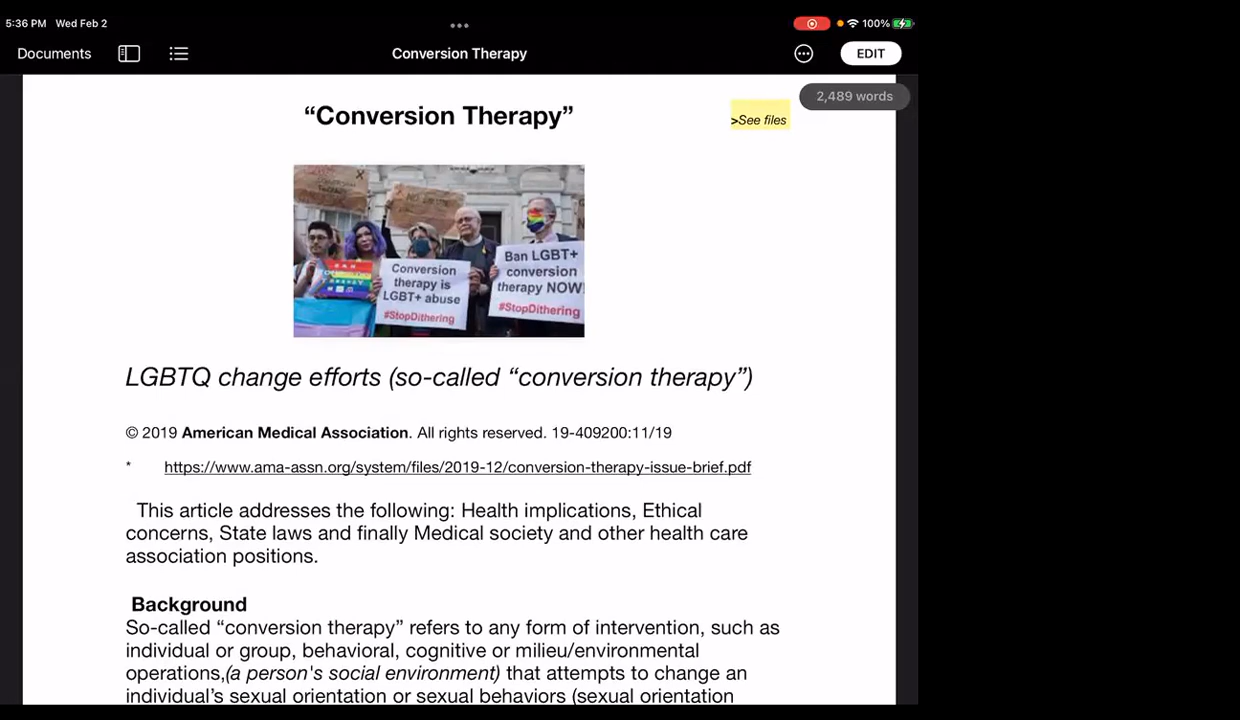 5:36 PM Wed Feb 2
100%
Documents
Conversion Therapy
EDIT
2,489 words
“Conversion Therapy”
>See files
Conversion
therapy is
LGBT+ abuse
#StopDithering
Ban LGBT+
conversion
therapy NOW!
#StopDithering
LGBTQ change efforts (so-called “conversion therapy”)
© 2019 American Medical Association. All rights reserved. 19-409200:11/19
* https://www.ama-assn.org/system/files/2019-12/conversion-therapy-issue-brief.pdf
This article addresses the following: Health implications, Ethical
concerns, State laws and finally Medical society and other health care
association positions.
Background
So-called “conversion therapy” refers to any form of intervention, such as
individual or group, behavioral, cognitive or milieu/environmental
operations,(a person's social environment) that attempts to change an
individual’s sexual orientation or sexual behaviors (sexual orientation